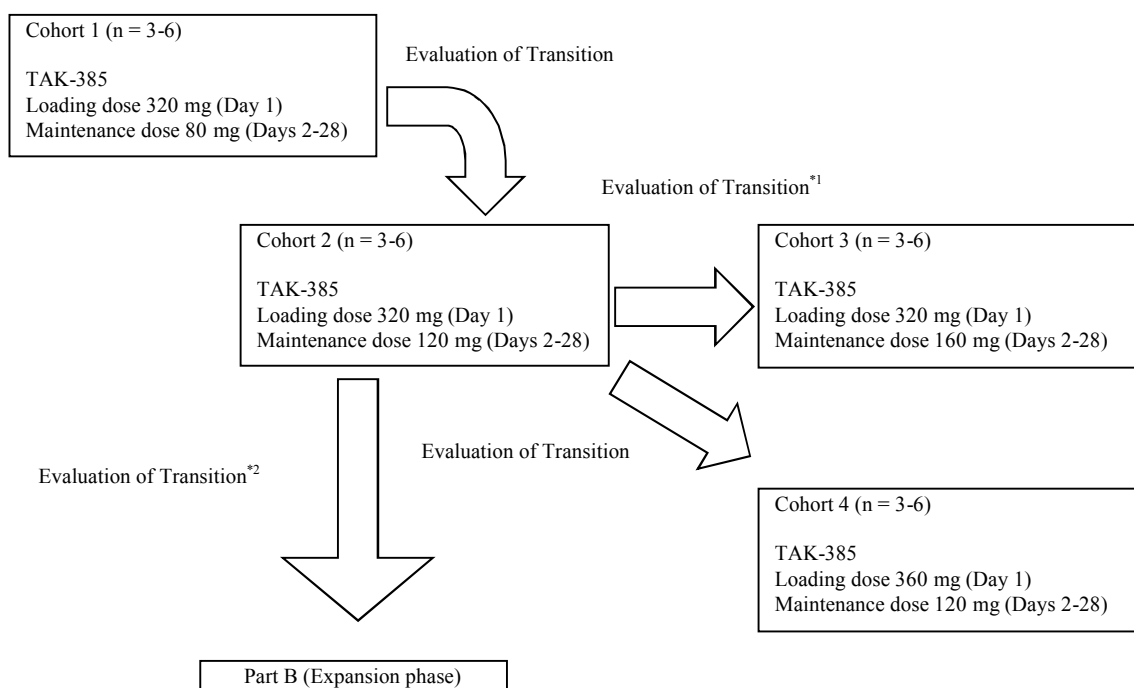 Cohort 1 (n = 3-6)
TAK-385
Loading dose 320 mg (Day 1)
Maintenance dose 80 mg (Days 2-28)
Evaluation of Transition
Evaluation of Transition*1
Cohort 2 (n = 3-6)
TAK-385
Loading dose 320 mg (Day 1)
Maintenance dose 120 mg (Days 2-28)
Cohort 3 (n = 3-6)
TAK-385
Loading dose 320 mg (Day 1)
Maintenance dose 160 mg (Days 2-28)
Evaluation of Transition*2
Evaluation of Transition
Cohort 4 (n = 3-6)
TAK-385
Loading dose 360 mg (Day 1)
Maintenance dose 120 mg (Days 2-28)
Part B (Expansion phase)